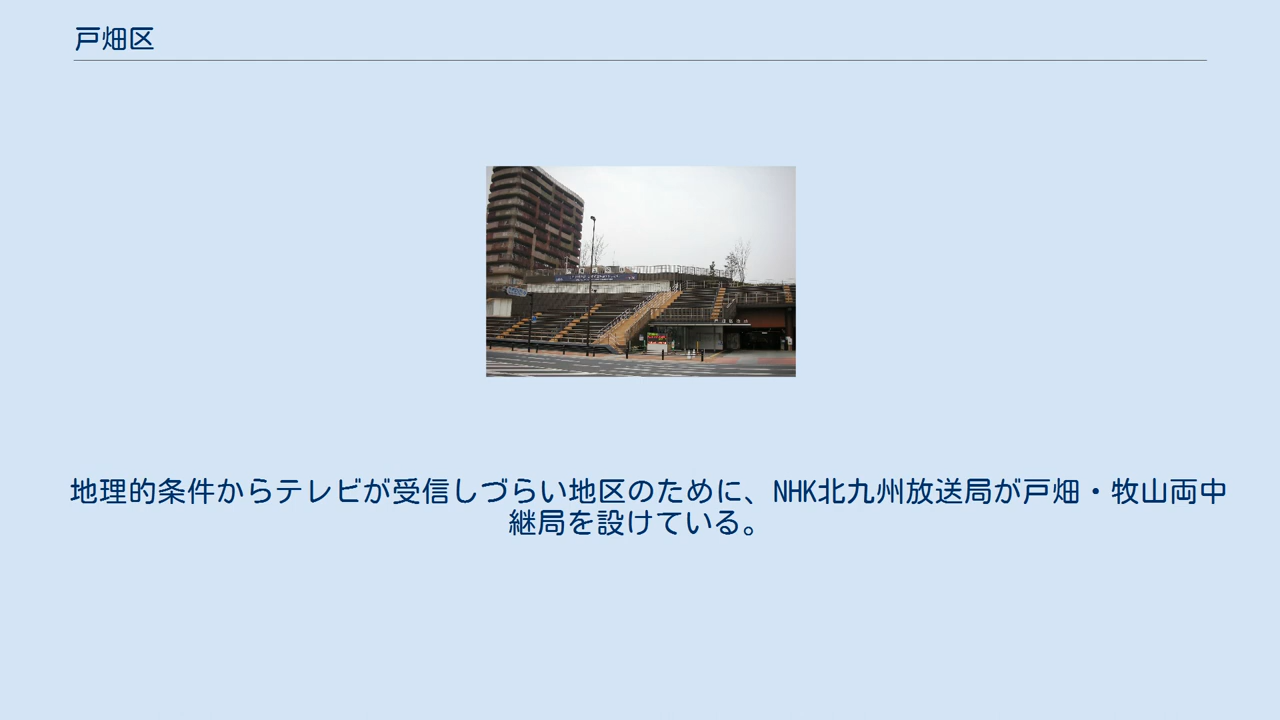 戸畑区
地理的条件からテレビが受信しづらい地区のために、NHK北九州放送局が戸畑・牧山両中
継局を設けている。